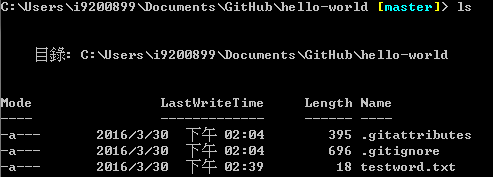 C:\Users\i9200899\Documents\GitHub\hello-world [master]> ls
目錄: C:\Users\i9200899\Documents\GitHub\hello-world
Mode LastWriteTime Length Name
---- ------------- ------ ----
-a--- 2016/3/30 下午 02:04 395 .gitattributes
-a--- 2016/3/30 下午 02:04 696 .gitignore
-a--- 2016/3/30 下午 02:39 18 testword.txt